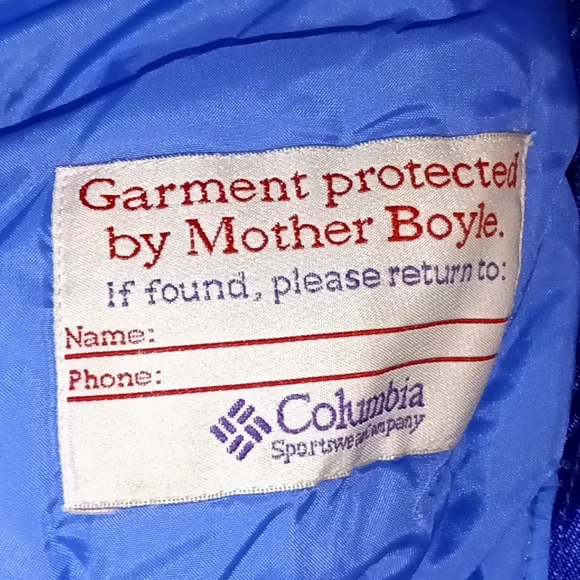 Garment protected
by Mother Boyle.
If found, please return to:
Name:
Phone:
Columbia
Sportswear Company